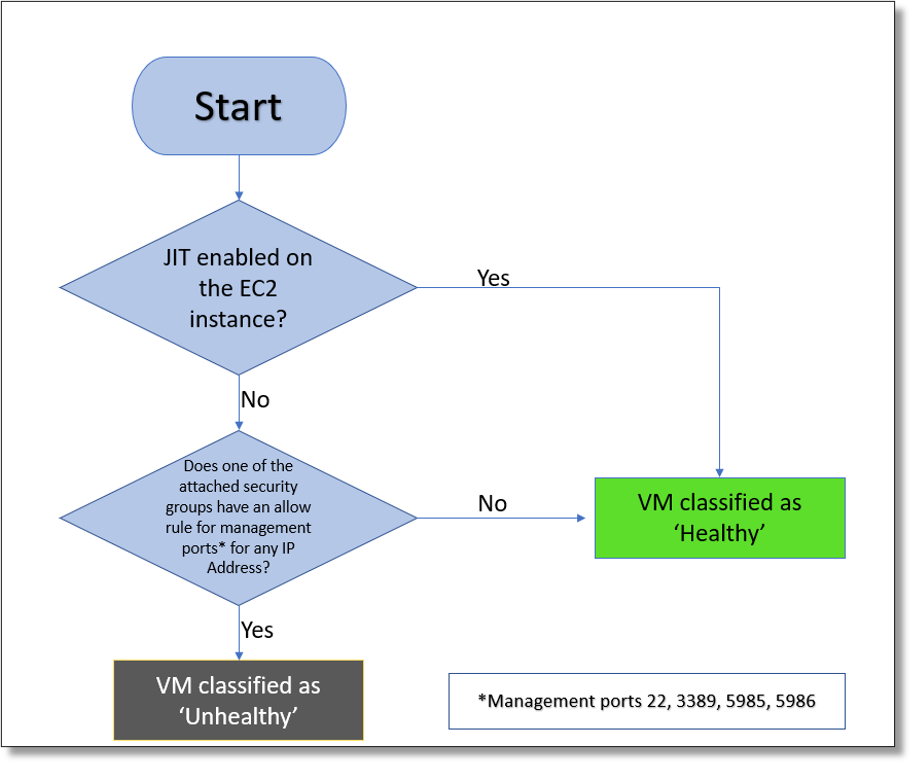 Start
JIT enabled on
the EC2
instance?
Yes
No
Does one of the
attached security
groups have an allow
rule for management
ports* for any IP
Address?
No
VM classified as
‘Healthy’
Yes
VM classified as
‘Unhealthy’
*Management ports 22, 3389, 5985, 5986